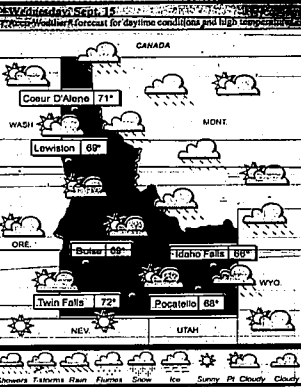 Wednesday, Sept. 15
AccuWeather® forecast for daytime conditions and high temperatures
CANADA
Coeur D'Alene 71°
WASH
MONT.
Lewiston 69°
ORE.
Boise 69°
Idaho Falls 66°
WYO.
Twin Falls 72°
Pocatello 68°
NEV.
UTAH
Showers T-storms Rain Flurries Snow Ice Sunny Pt. Cloudy Cloudy